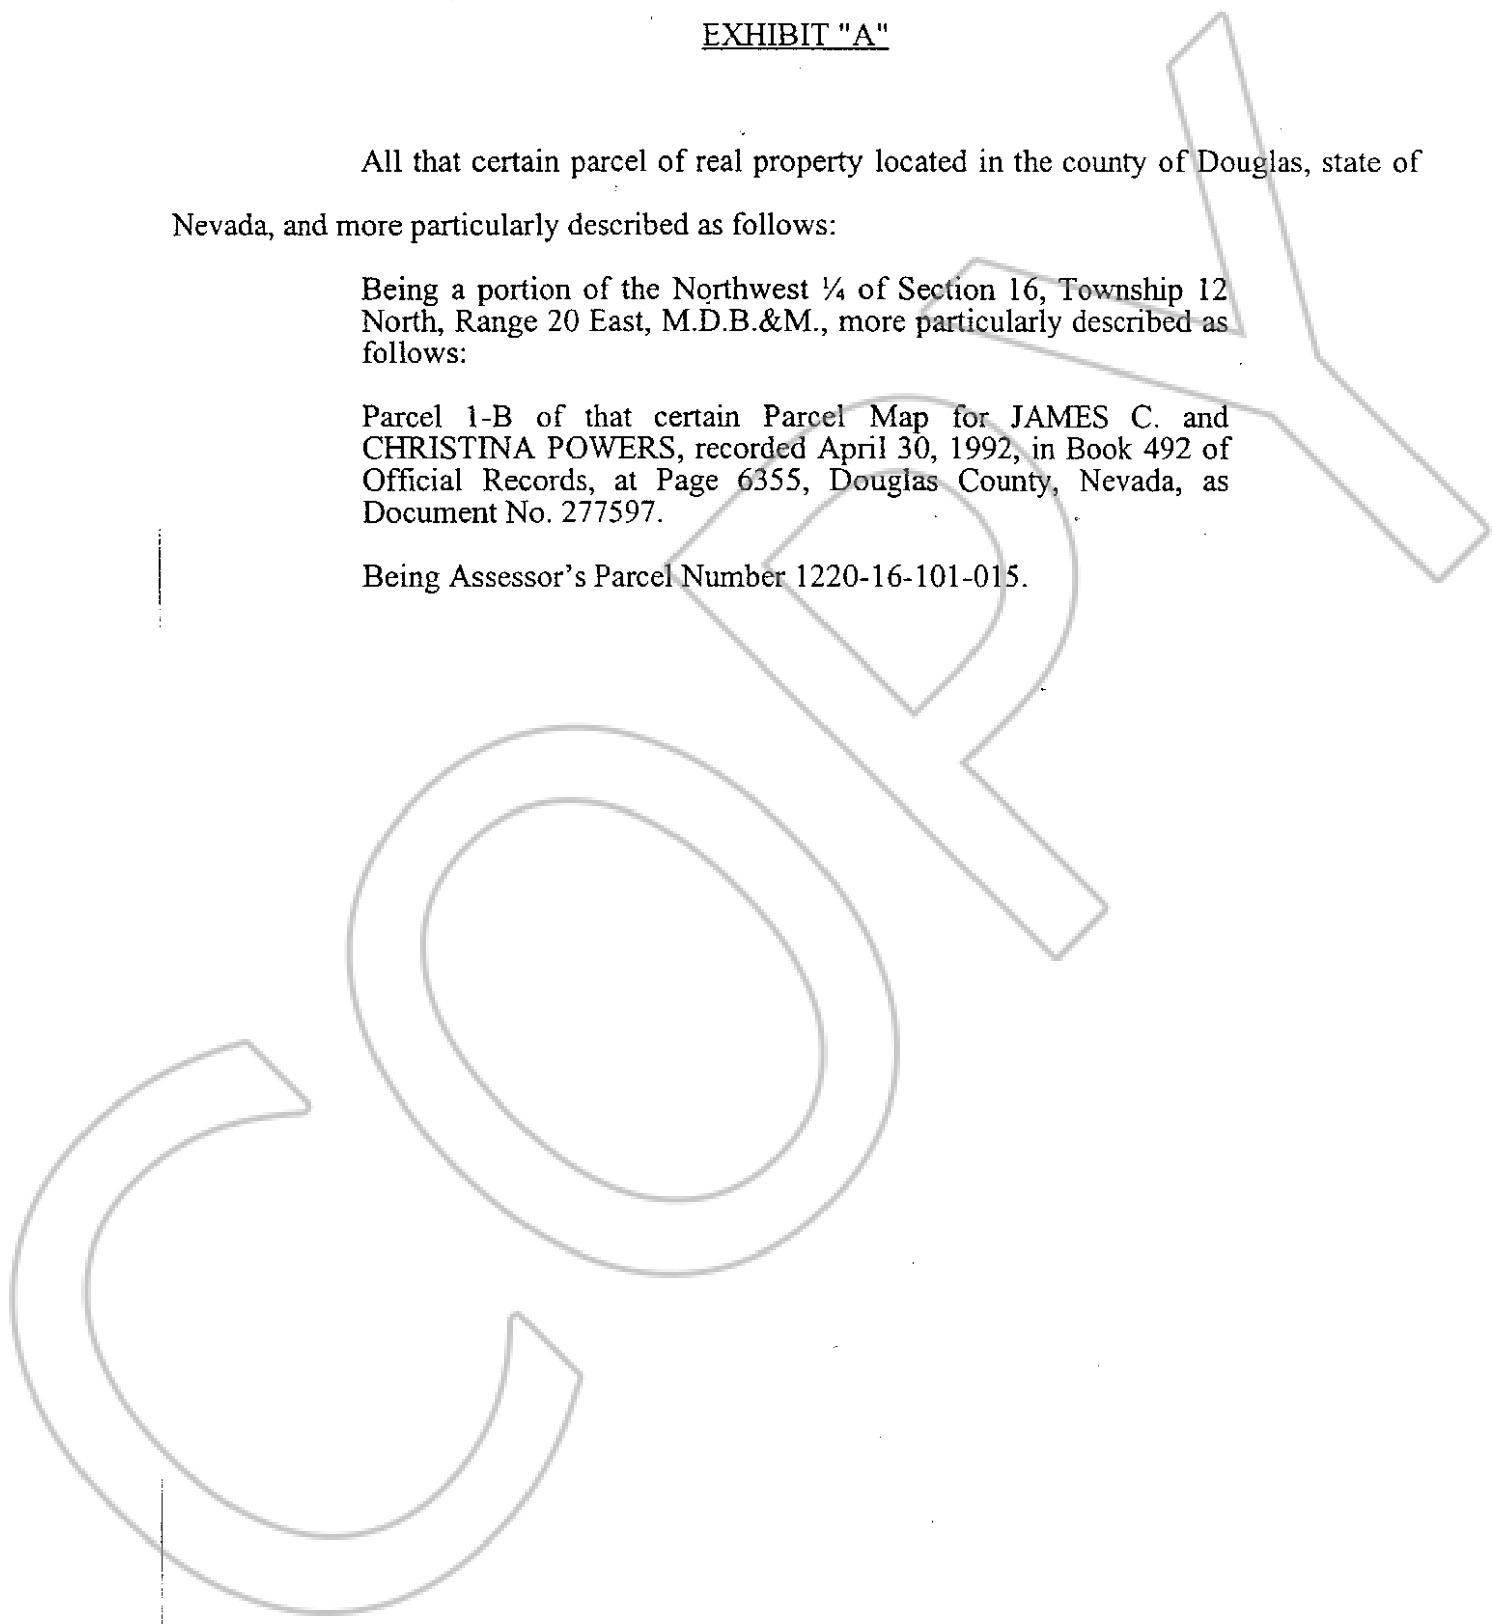 EXHIBIT "A"
All that certain parcel of real property located in the county of Douglas, state of
Nevada, and more particularly described as follows:
Being a portion of the Northwest ¼ of Section 16, Township 12
North, Range 20 East, M.D.B.&M., more particularly described as
follows:
Parcel 1-B of that certain Parcel Map for JAMES C. and
CHRISTINA POWERS, recorded April 30, 1992, in Book 492 of
Official Records, at Page 6355, Douglas County, Nevada, as
Document No. 277597.
Being Assessor's Parcel Number 1220-16-101-015.
COPY